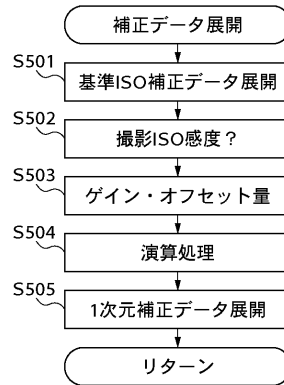 補正データ展開
S501
基準ISO補正データ展開
S502
撮影ISO感度?
S503
ゲイン・オフセット量
S504
演算処理
S505
1次元補正データ展開
リターン